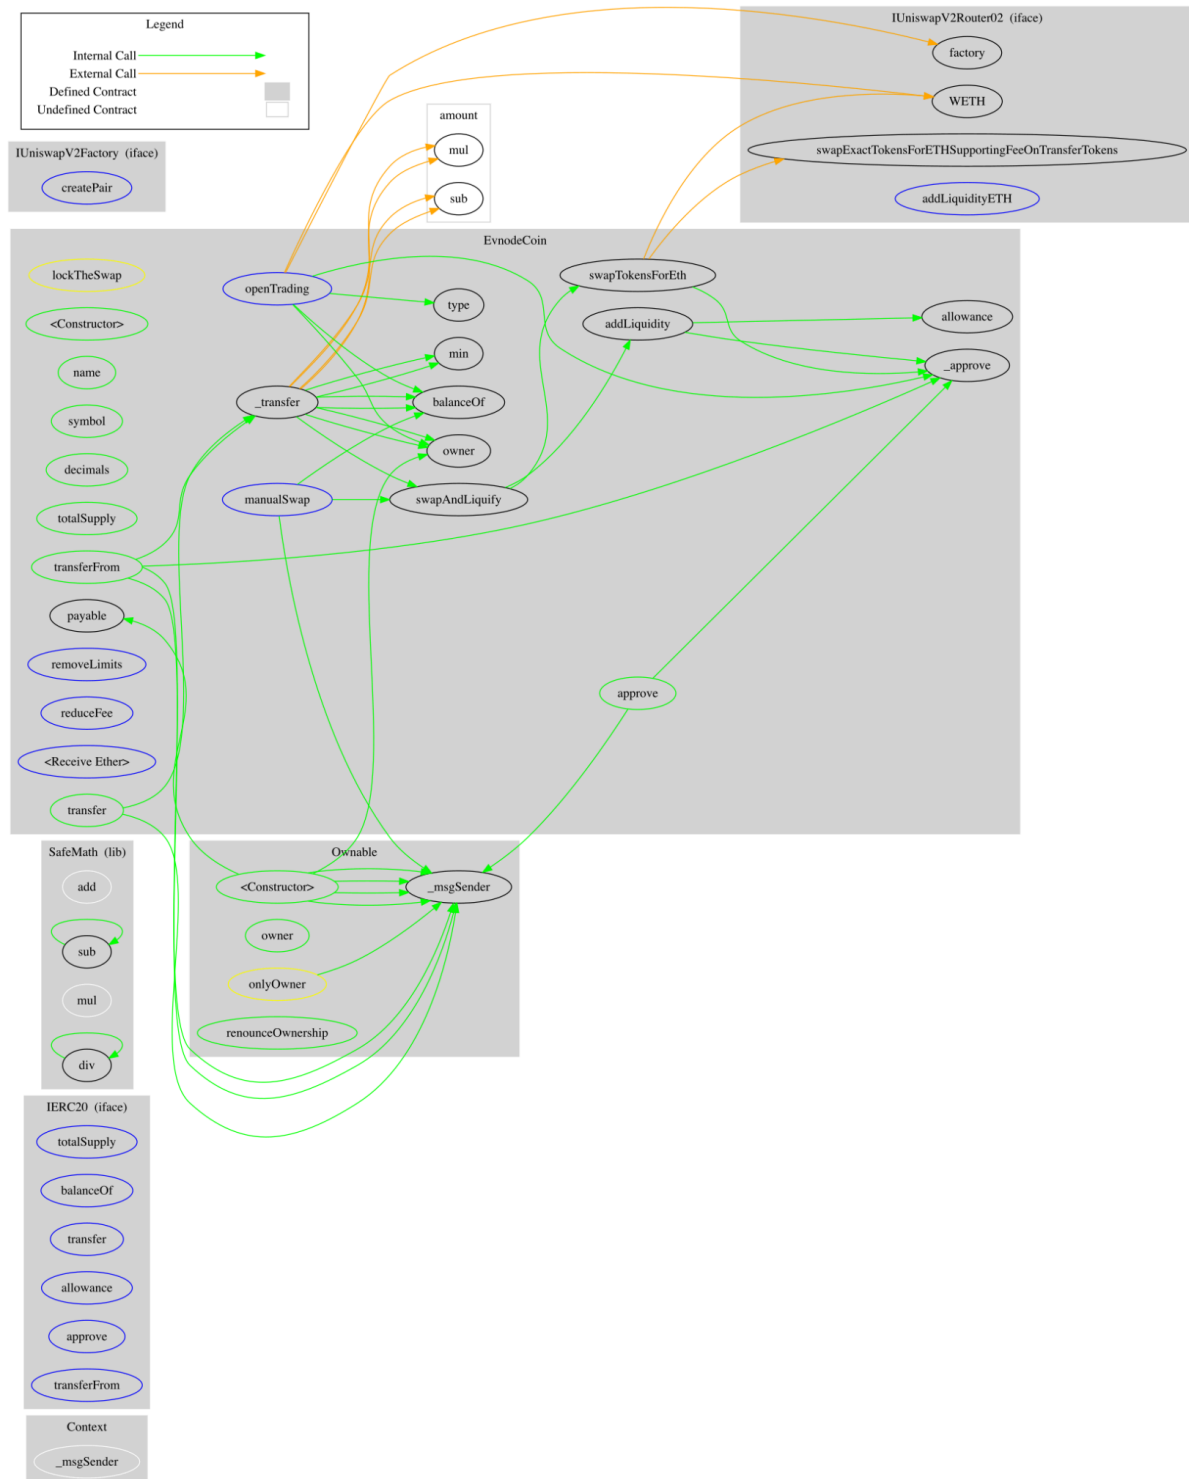 Legend
Internal Call
External Call
Defined Contract
Undefined Contract
IUniswapV2Router02  (iface)
factory
WETH
swapExactTokensForETHSupportingFeeOnTransferTokens
addLiquidityETH
amount
mul
sub
IUniswapV2Factory  (iface)
createPair
EvnodeCoin
lockTheSwap
<Constructor>
name
symbol
decimals
totalSupply
transferFrom
payable
removeLimits
reduceFee
<Receive Ether>
transfer
openTrading
_transfer
manualSwap
type
min
balanceOf
owner
swapAndLiquify
swapTokensForEth
addLiquidity
approve
allowance
_approve
SafeMath  (lib)
add
sub
mul
div
Ownable
<Constructor>
owner
onlyOwner
renounceOwnership
_msgSender
IERC20  (iface)
totalSupply
balanceOf
transfer
allowance
approve
transferFrom
Context
_msgSender